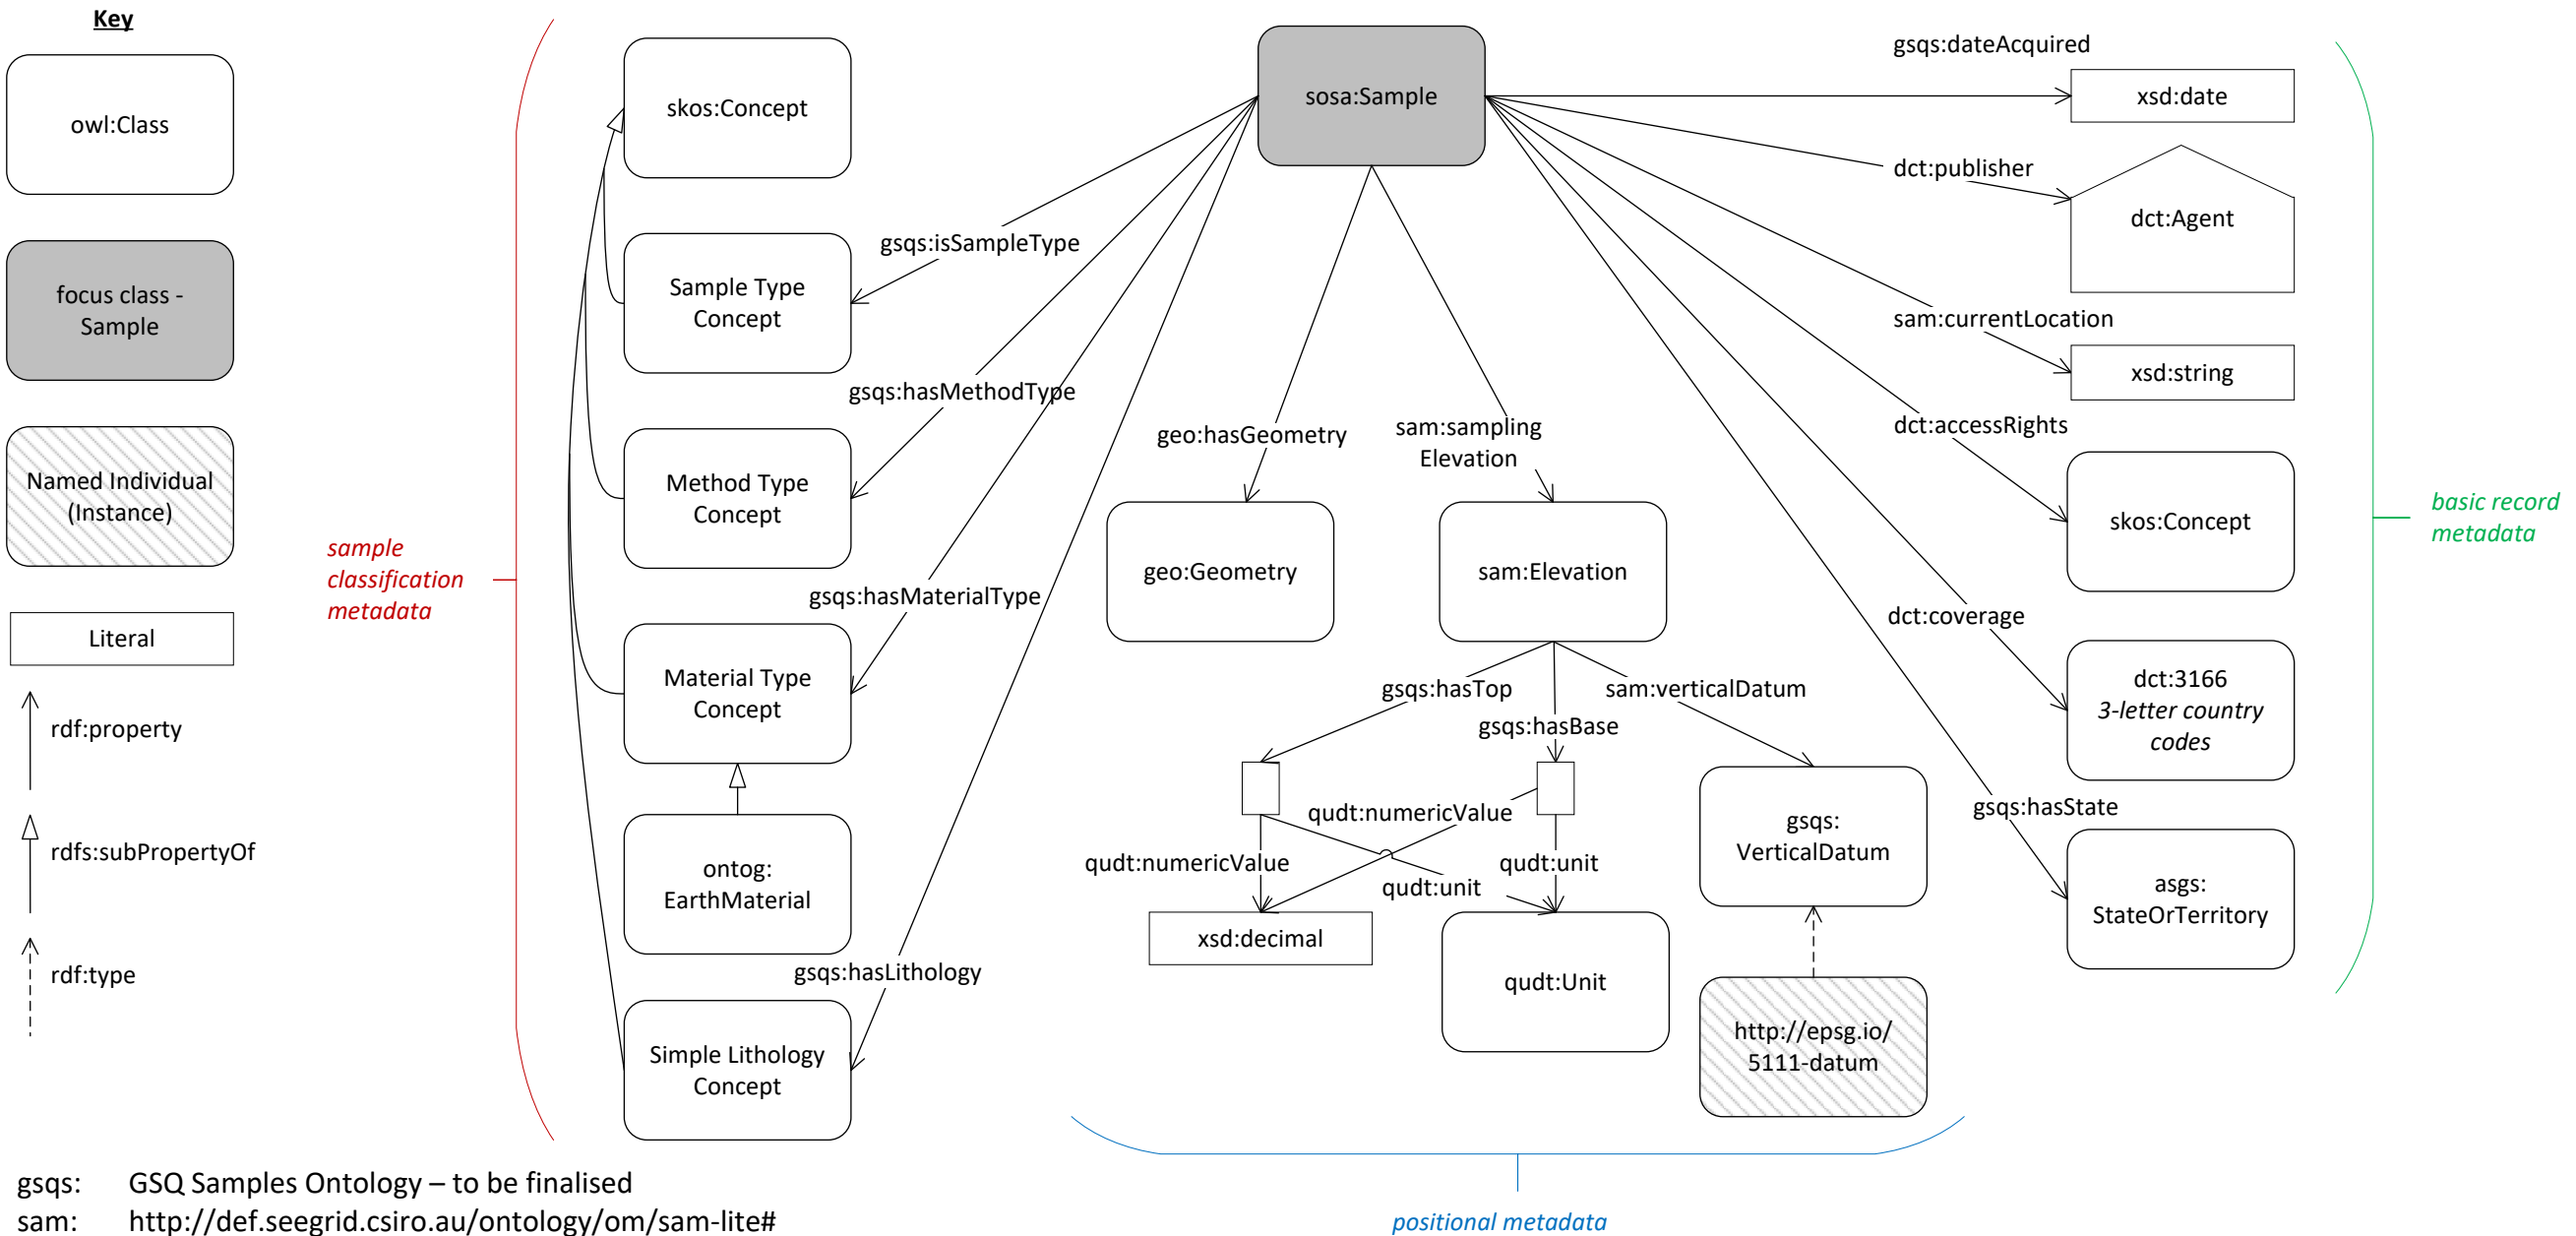 Key
owl:Class
focus class -
Sample
Named Individual
(Instance)
Literal
rdf:property
rdfs:subPropertyOf
rdf:type
sample
classification
metadata
skos:Concept
Sample Type
Concept
Method Type
Concept
Material Type
Concept
ontog:
EarthMaterial
Simple Lithology
Concept
gsqs:isSampleType
gsqs:hasMethodType
gsqs:hasMaterialType
gsqs:hasLithology
sosa:Sample
geo:hasGeometry
sam:sampling
Elevation
geo:Geometry
sam:Elevation
gsqs:hasTop
sam:verticalDatum
gsqs:hasBase
qudt:numericValue
qudt:numericValue
qudt:unit
qudt:unit
xsd:decimal
qudt:Unit
gsqs:
VerticalDatum
http://epsg.io/
5111-datum
positional metadata
gsqs:dateAcquired
xsd:date
dct:publisher
dct:Agent
sam:currentLocation
xsd:string
dct:accessRights
skos:Concept
dct:coverage
dct:3166
3-letter country
codes
gsqs:hasState
asgs:
StateOrTerritory
basic record
metadata
gsqs: GSQ Samples Ontology – to be finalised
sam: http://def.seegrid.csiro.au/ontology/om/sam-lite#